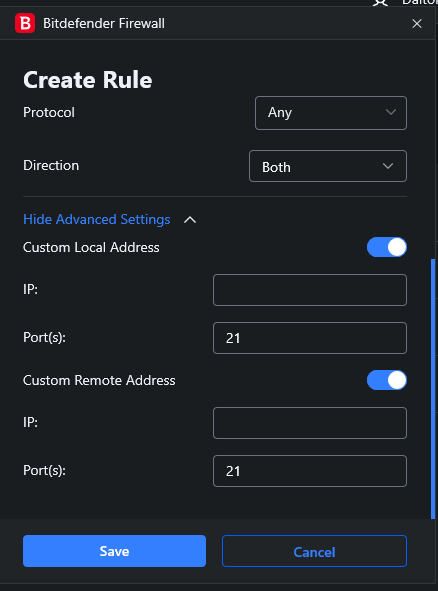 Dalton
B Bitdefender Firewall
Create Rule
Protocol Any
Direction Both
Hide Advanced Settings
Custom Local Address
IP:
Port(s): 21
Custom Remote Address
IP:
Port(s): 21
Save Cancel